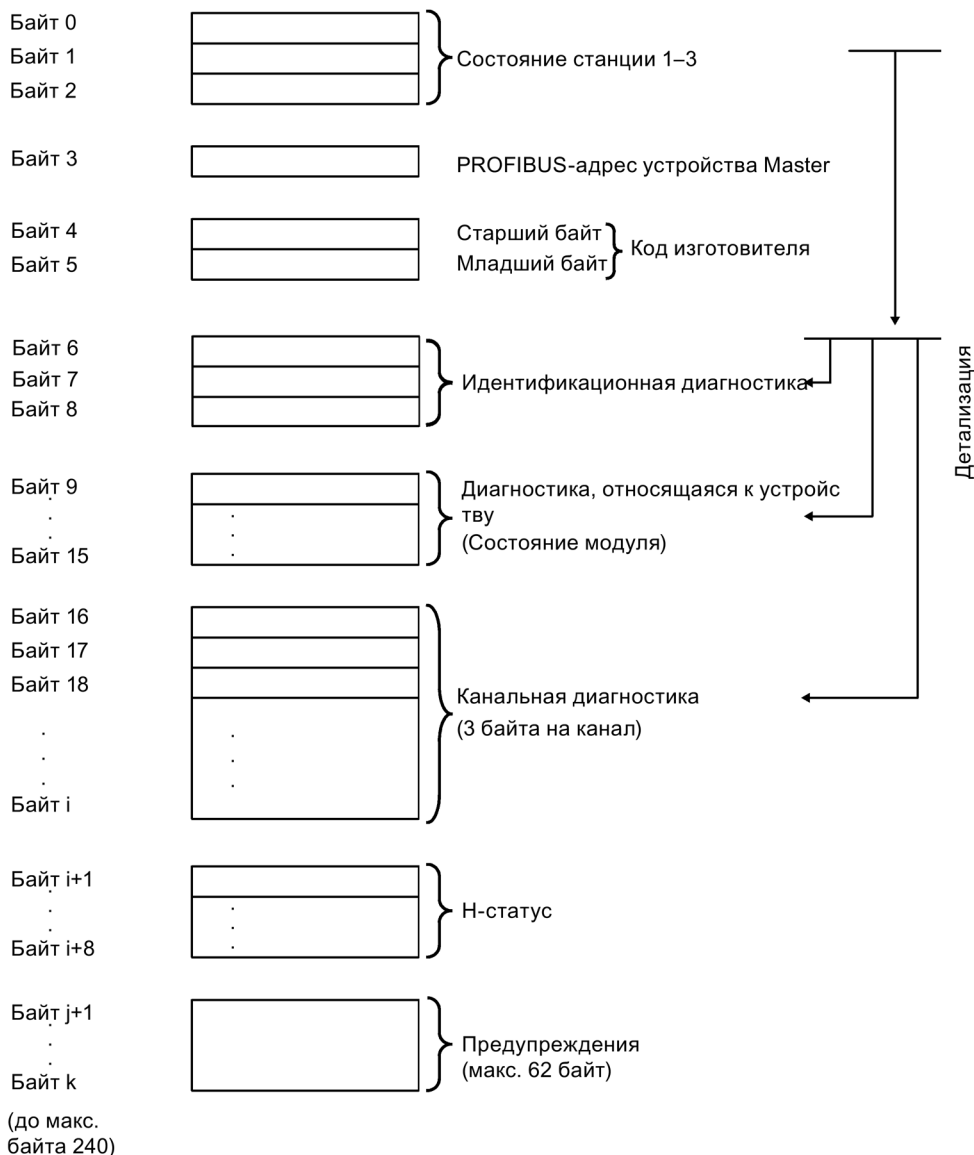 Байт 0
Байт 1
Байт 2
Состояние станции 1–3
Байт 3
PROFIBUS-адрес устройства Master
Байт 4
Байт 5
Старший байт
Младший байт
Код изготовителя
Байт 6
Байт 7
Байт 8
Идентификационная диагностика
Детализация
Байт 9
Байт 15
Диагностика, относящаяся к устройс
тву
(Состояние модуля)
Байт 16
Байт 17
Байт 18
Байт i
Канальная диагностика
(3 байта на канал)
Байт i+1
Байт i+8
H-статус
Байт j+1
Байт k
(до макс.
байта 240)
Предупреждения
(макс. 62 байт)